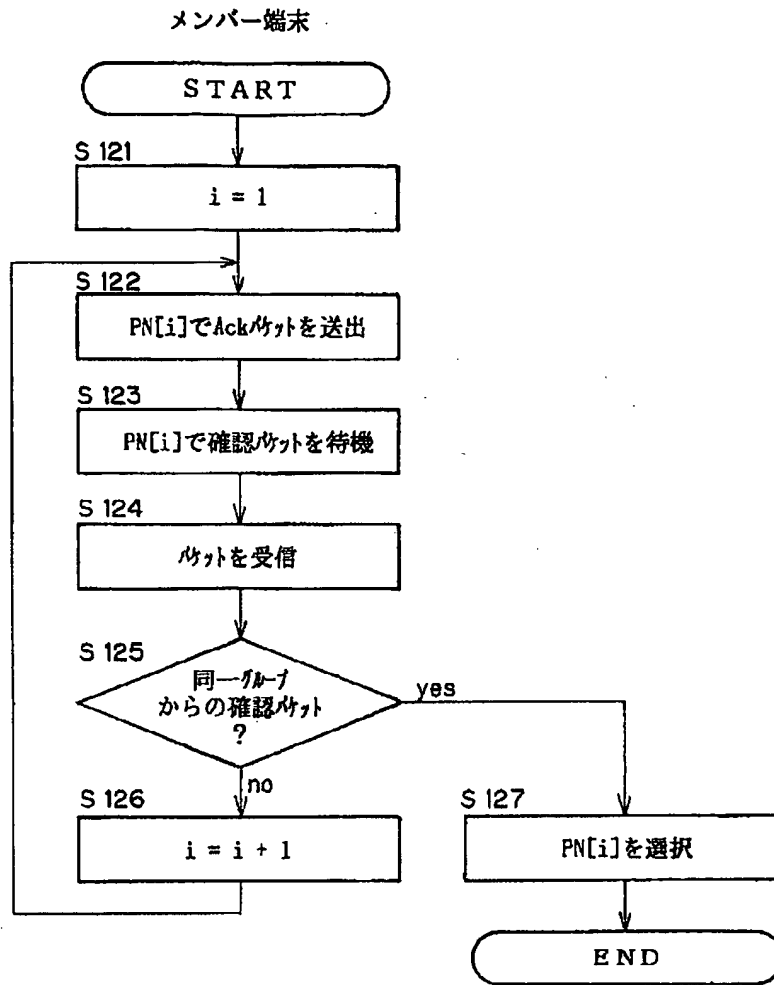 メンバー端末
START
S 121
i = 1
S 122
PN[i]でAckパケットを送出
S 123
PN[i]で確認パケットを待機
S 124
パケットを受信
S 125
同一グループ
からの確認パケット
?
yes
no
S 126
i = i + 1
S 127
PN[i]を選択
END